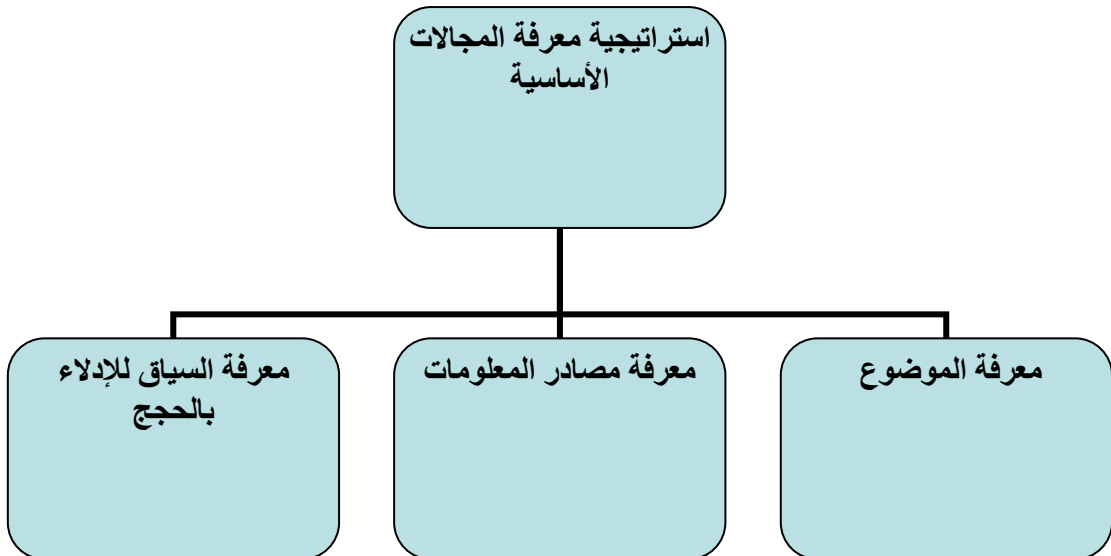 استراتيجية معرفة المجالات
الأساسية
معرفة الموضوع
معرفة مصادر المعلومات
معرفة السياق للإدلاء
بالحجج